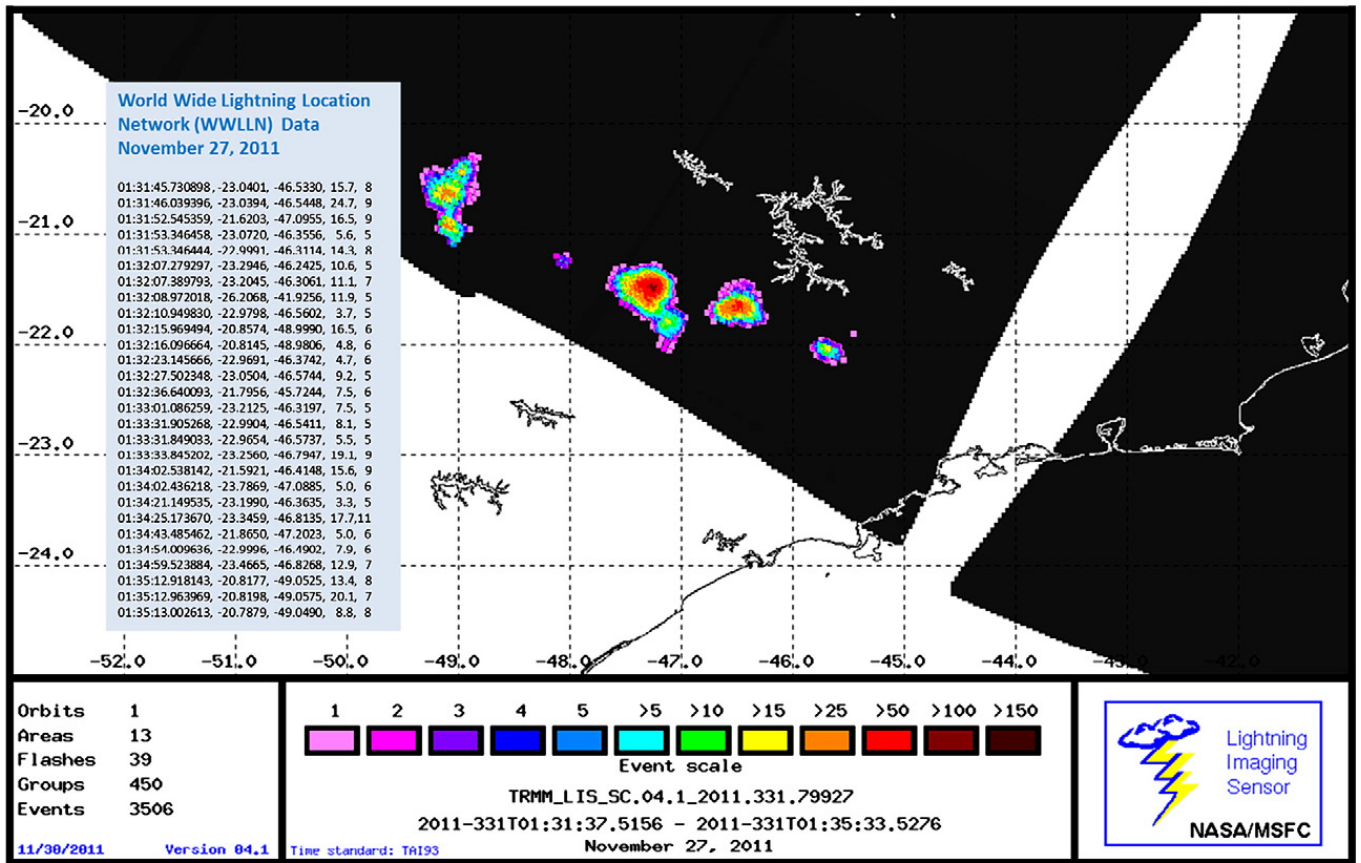 World Wide Lightning Location
Network (WWLLN) Data
November 27, 2011
01:31:45.730898, -23.0401, -46.5330, 15.7, 8
01:31:46.039396, -23.0394, -46.5448, 24.7, 9
01:31:52.545359, -21.6203, -47.0955, 16.5, 9
01:31:53.346458, -23.0720, -46.3556, 5.6, 5
01:31:53.346444, -22.9991, -46.3114, 14.3, 8
01:32:07.279297, -23.2946, -46.2425, 10.6, 5
01:32:07.389793, -23.2045, -46.3061, 11.1, 7
01:32:08.972018, -26.2068, -41.9256, 11.9, 5
01:32:10.949830, -22.9798, -46.5602, 3.7, 5
01:32:15.969494, -20.8574, -48.9990, 16.5, 6
01:32:16.096664, -20.8145, -48.9806, 4.8, 6
01:32:23.145666, -22.9691, -46.3742, 4.7, 6
01:32:27.502348, -23.0504, -46.5744, 9.2, 5
01:32:36.640093, -21.7956, -45.7244, 7.5, 6
01:33:01.086259, -23.2125, -46.3197, 7.5, 5
01:33:31.905268, -22.9904, -46.5411, 8.1, 5
01:33:31.849033, -22.9654, -46.5737, 5.5, 5
01:33:33.845202, -23.2560, -46.7947, 19.1, 9
01:34:02.538142, -21.5921, -46.4148, 15.6, 9
01:34:02.436218, -23.7869, -47.0885, 5.0, 6
01:34:21.149535, -23.1990, -46.3635, 3.3, 5
01:34:25.173670, -23.3459, -46.8135, 17.7,11
01:34:43.485462, -21.8650, -47.2023, 5.0, 6
01:34:54.009636, -22.9996, -46.4902, 7.9, 6
01:34:59.523884, -23.4665, -46.8268, 12.9, 7
01:35:12.918143, -20.8177, -49.0525, 13.4, 8
01:35:12.963969, -20.8198, -49.0575, 20.1, 7
01:35:13.002613, -20.7879, -49.0490, 8.8, 8
-20.0
-21.0
-22.0
-23.0
-24.0
-52.0 -51.0 -50.0 -49.0 -48.0 -47.0 -46.0 -45.0 -44.0 -43.0 -42.0
Orbits 1
Areas 13
Flashes 39
Groups 450
Events 3506
11/30/2011 Version 04.1
1 2 3 4 5 >5 >10 >15 >25 >50 >100 >150
Event scale
TRMM_LIS_SC.04.1_2011.331.79927
2011-331T01:31:37.5156 - 2011-331T01:35:33.5276
Time standard: TAI93 November 27, 2011
Lightning
Imaging
Sensor
NASA/MSFC